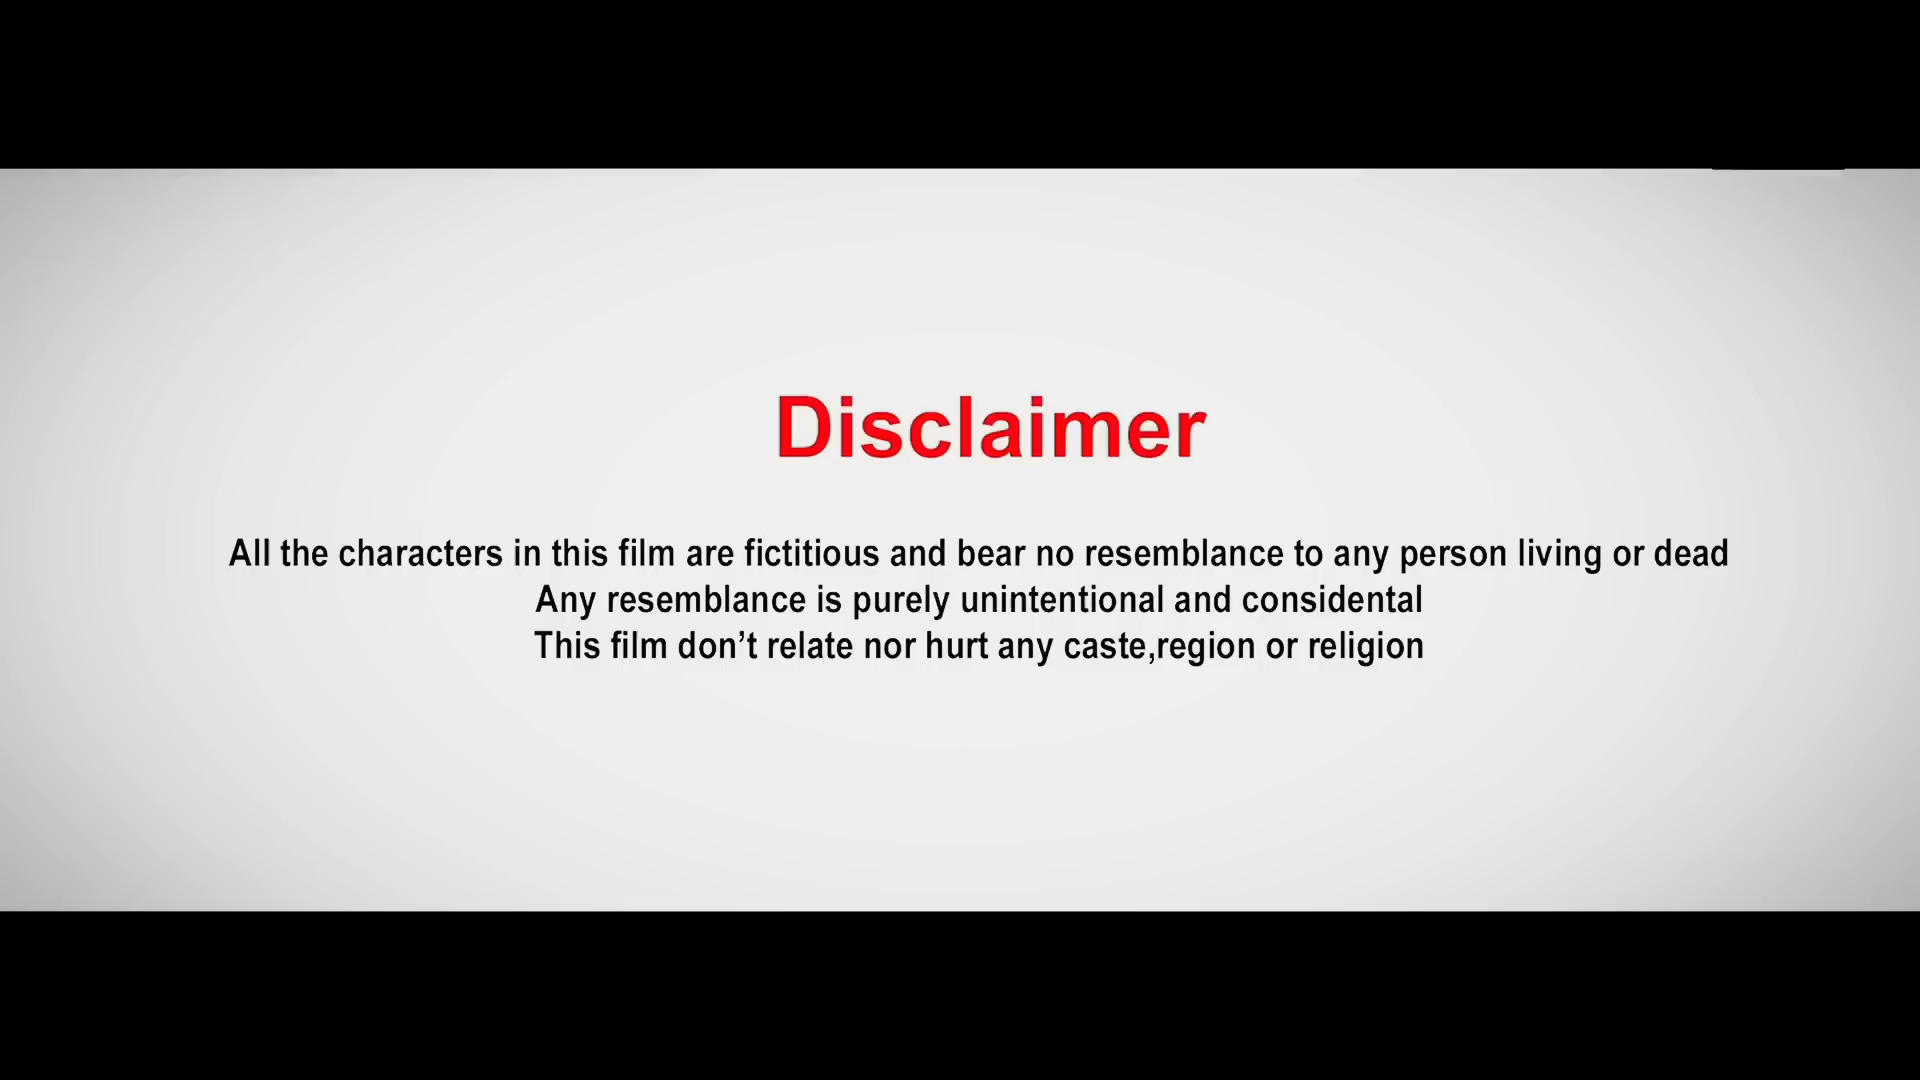 Disclaimer
All the characters in this film are fictitious and bear no resemblance to any person living or dead
Any resemblance is purely unintentional and considental
This film don’t relate nor hurt any caste,region or religion